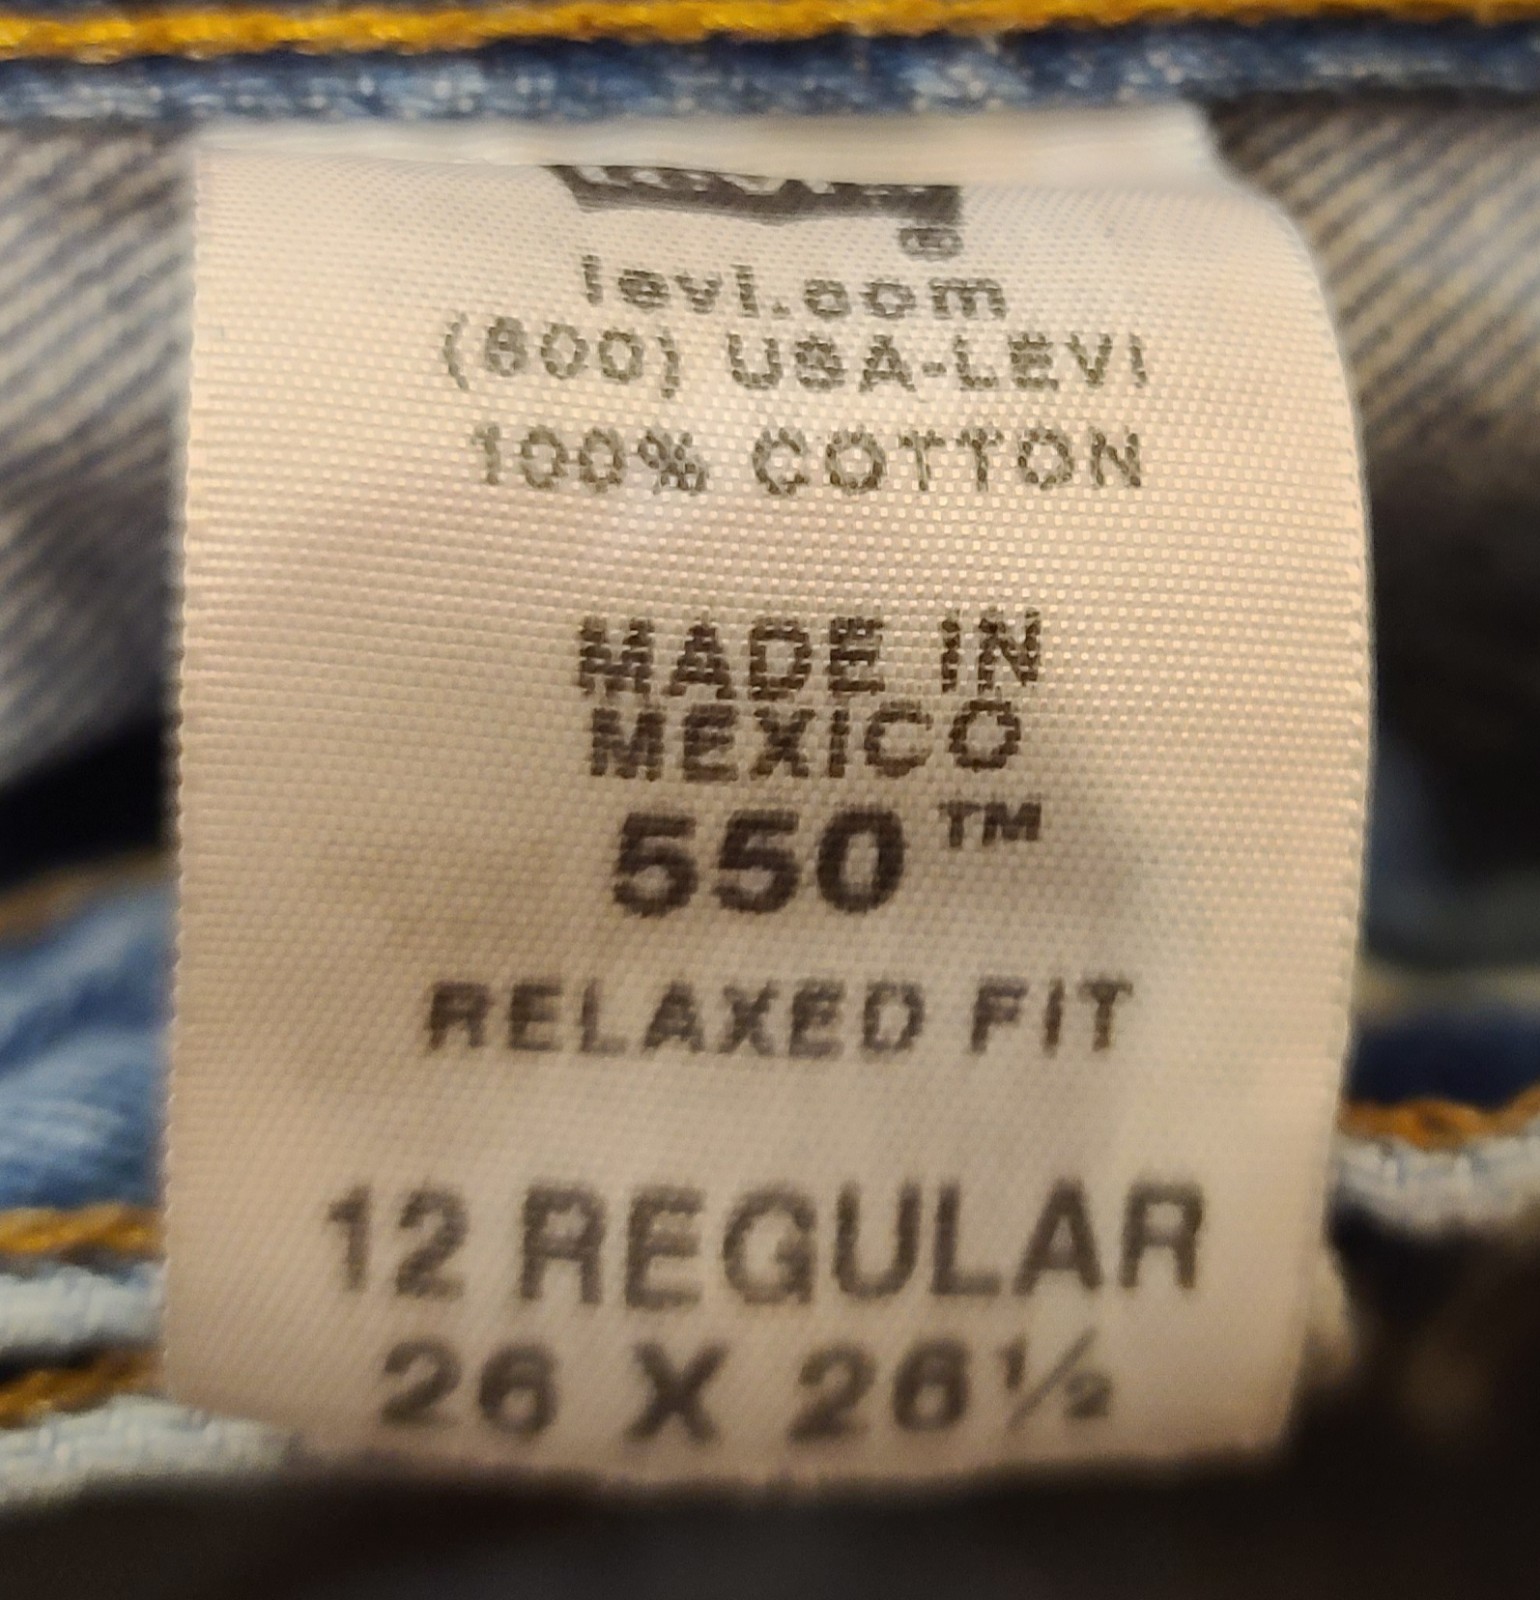 ®
levi.com
(800) USA-LEVI
100% COTTON
MADE IN
MEXICO
550™
RELAXED FIT
12 REGULAR
26 X 26½